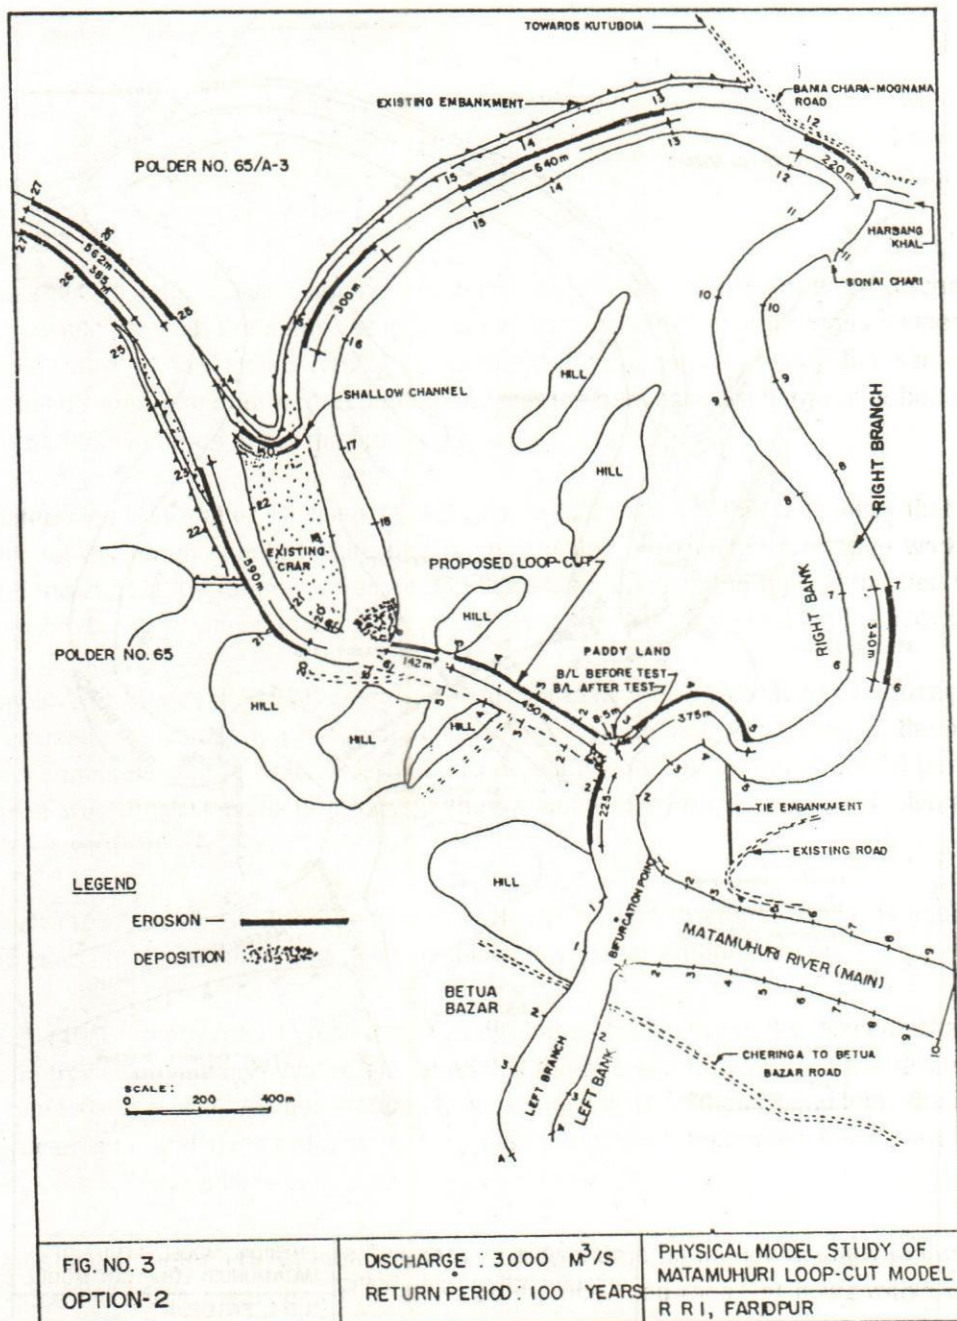 TOWARDS KUTUBDIA
BAMA CHARA-MOGNAMA
ROAD
EXISTING EMBANKMENT
POLDER NO. 65/A-3
640m
220m
HARBANG
KHAL
SONAI CHARI
562m
385
300m
HILL
SHALLOW CHANNEL
HILL
RIGHT BRANCH
EXISTING
CRAR
590m
PROPOSED LOOP-CUT
RIGHT BANK
HILL
340m
POLDER NO. 65
142m
PADDY LAND
B/L BEFORE TEST
B/L AFTER TEST
450m
375m
HILL
HILL
HILL
225
TIE EMBANKMENT
EXISTING ROAD
LEGEND
HILL
BIFURCATION POINT
EROSION
DEPOSITION
MATAMUHURI RIVER (MAIN)
BETUA
BAZAR
LEFT BRANCH
LEFT BANK
CHERINGA TO BETUA
BAZAR ROAD
SCALE:
0 200 400m
FIG. NO. 3
OPTION-2
DISCHARGE : 3000 M3/S
RETURN PERIOD : 100 YEARS
PHYSICAL MODEL STUDY OF
MATAMUHURI LOOP-CUT MODEL
R R I, FARIDPUR